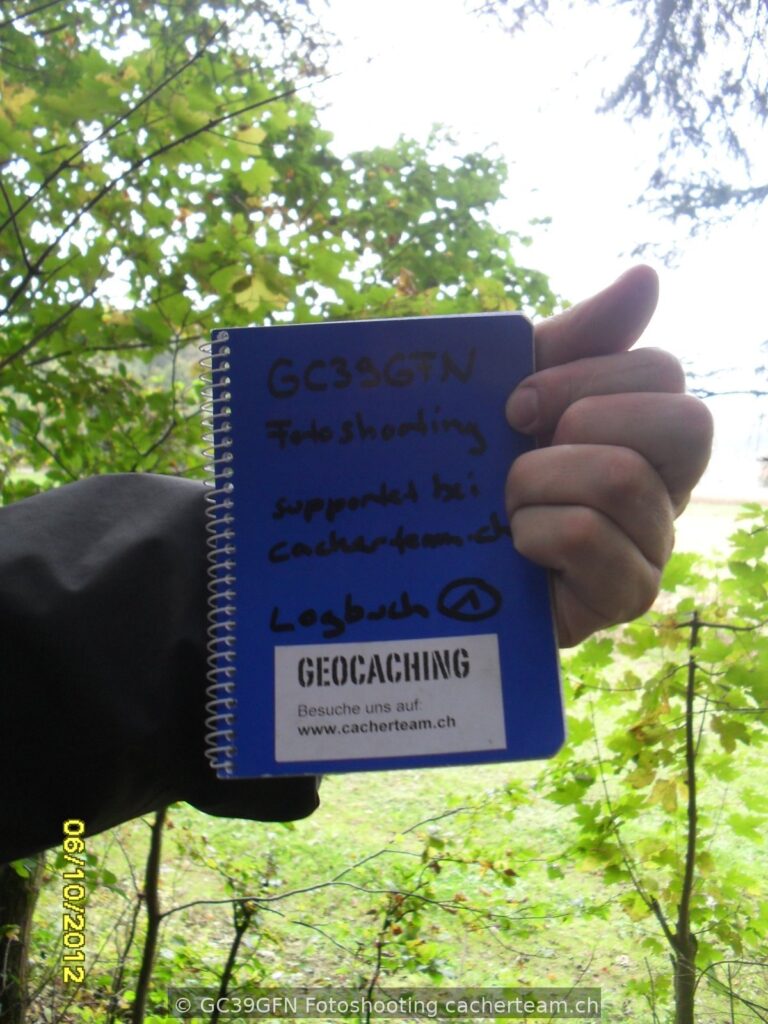 GC39GFN
Fotoshooting
supportet bei
cacherteam.ch
Logbuch 1
GEOCACHING
Besuche uns auf:
www.cacherteam.ch
06/10/2012
© GC39GFN Fotoshooting cacherteam.ch